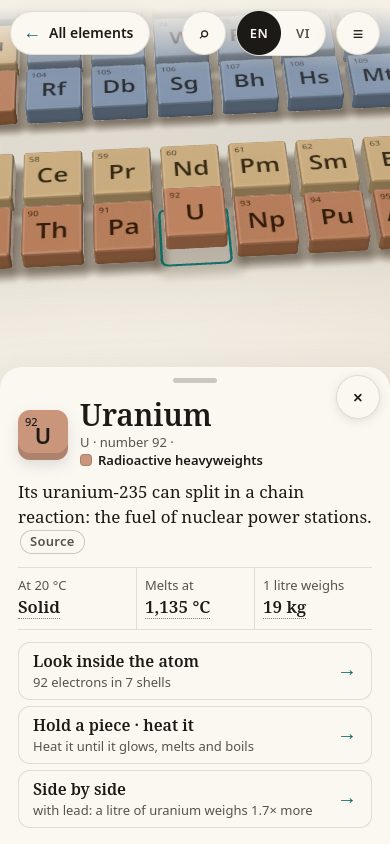 ← All elements
EN
VI
104
Rf
105
Db
Sg
107
Bh
108
Hs
109
Mt
58
Ce
59
Pr
60
Nd
61
Pm
62
Sm
63
90
Th
91
Pa
92
U
93
Np
94
Pu
95
Uranium
92
U
U · number 92 ·
Radioactive heavyweights
Its uranium-235 can split in a chain
reaction: the fuel of nuclear power stations.
Source
At 20 °C
Solid
Melts at
1,135 °C
1 litre weighs
19 kg
Look inside the atom
92 electrons in 7 shells
→
Hold a piece · heat it
Heat it until it glows, melts and boils
→
Side by side
with lead: a litre of uranium weighs 1.7× more
→